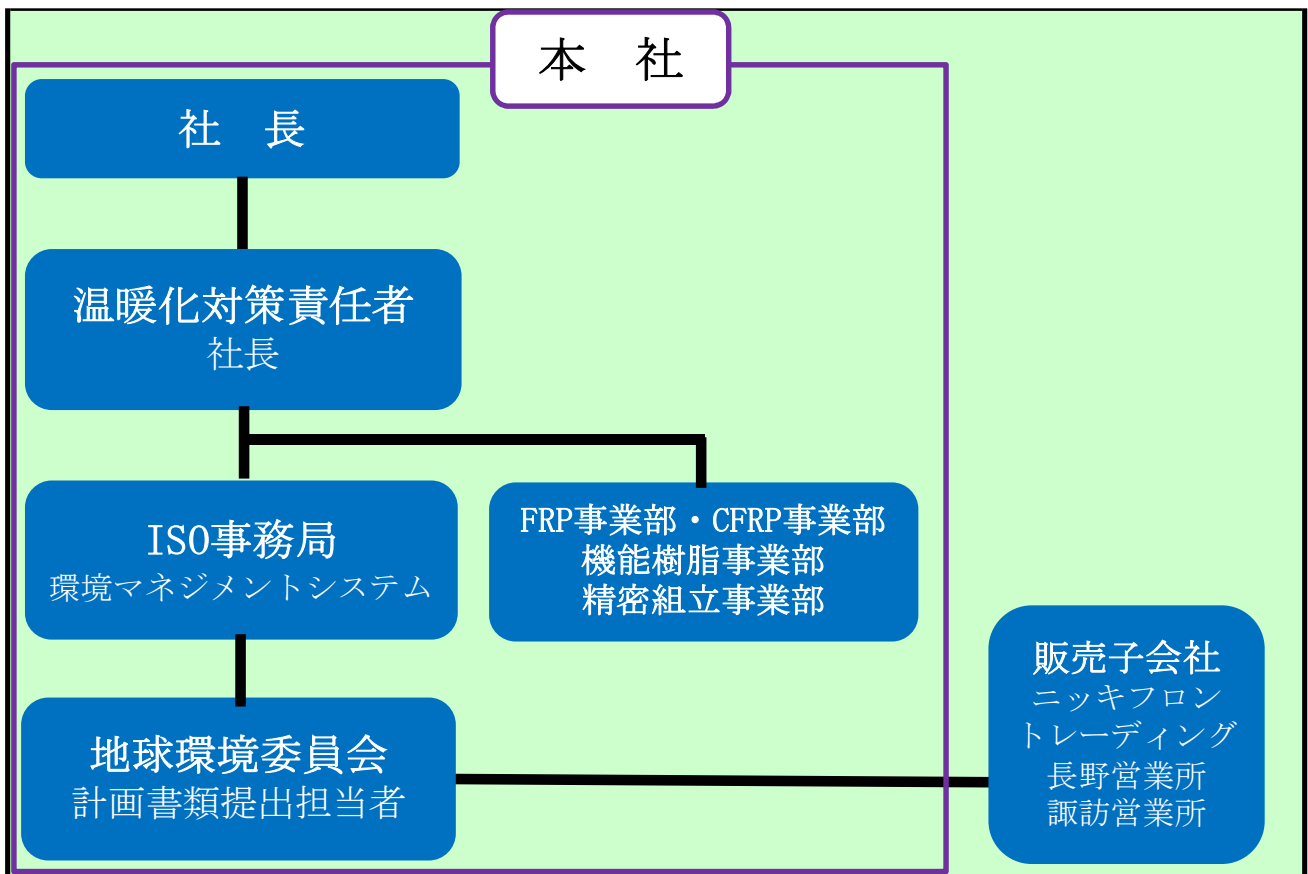 本　社
社　長
温暖化対策責任者
社長
ISO事務局
環境マネジメントシステム
FRP事業部・CFRP事業部
機能樹脂事業部
精密組立事業部
地球環境委員会
計画書類提出担当者
販売子会社
ニッキフロン
トレーディング
長野営業所
諏訪営業所